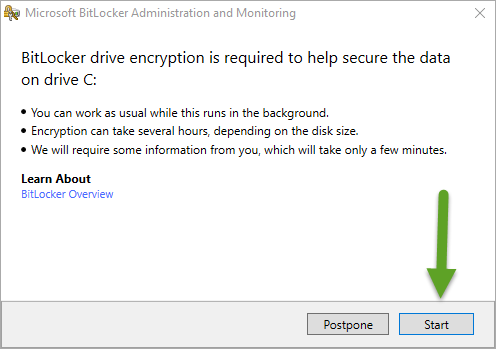 Microsoft BitLocker Administration and Monitoring
BitLocker drive encryption is required to help secure the data
on drive C:
• You can work as usual while this runs in the background.
• Encryption can take several hours, depending on the disk size.
• We will require some information from you, which will take only a few minutes.
Learn About
BitLocker Overview
Postpone Start